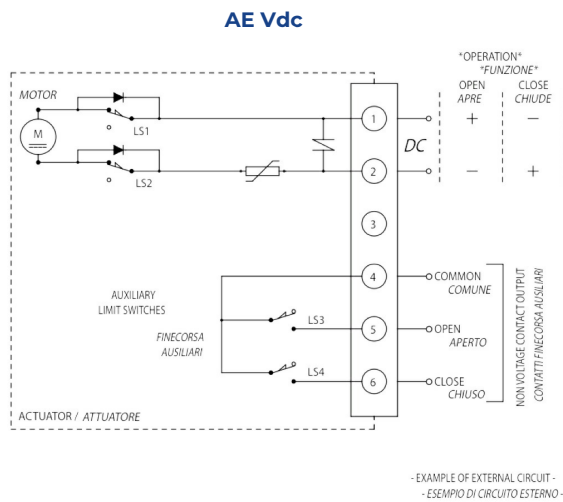 AE Vdc
*OPERATION*
*FUNZIONE*
OPEN
CLOSE
APRE
CHIUDE
MOTOR
M
LS1
1
DC
+
−
LS2
2
−
+
3
4
COMMON
COMUNE
AUXILIARY
LIMIT SWITCHES
FINECORSA
AUSILIARI
LS3
5
OPEN
APERTO
LS4
6
CLOSE
CHIUSO
NON VOLTAGE CONTACT OUTPUT
CONTATTI FINECORSA AUSILIARI
ACTUATOR / ATTUATORE
- EXAMPLE OF EXTERNAL CIRCUIT -
- ESEMPIO DI CIRCUITO ESTERNO -